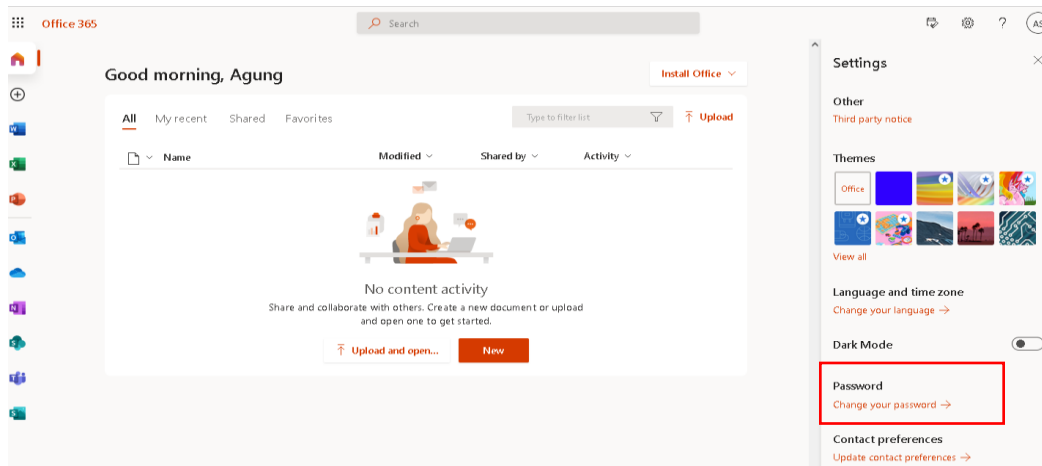 Office 365
Search
AS
Good morning, Agung
Install Office
All My recent Shared Favorites
Type to filter list
Upload
Name Modified Shared by Activity
No content activity
Share and collaborate with others. Create a new document or upload
and open one to get started.
Upload and open...
New
Settings
Other
Third party notice
Themes
Office
View all
Language and time zone
Change your language →
Dark Mode
Password
Change your password →
Contact preferences
Update contact preferences →